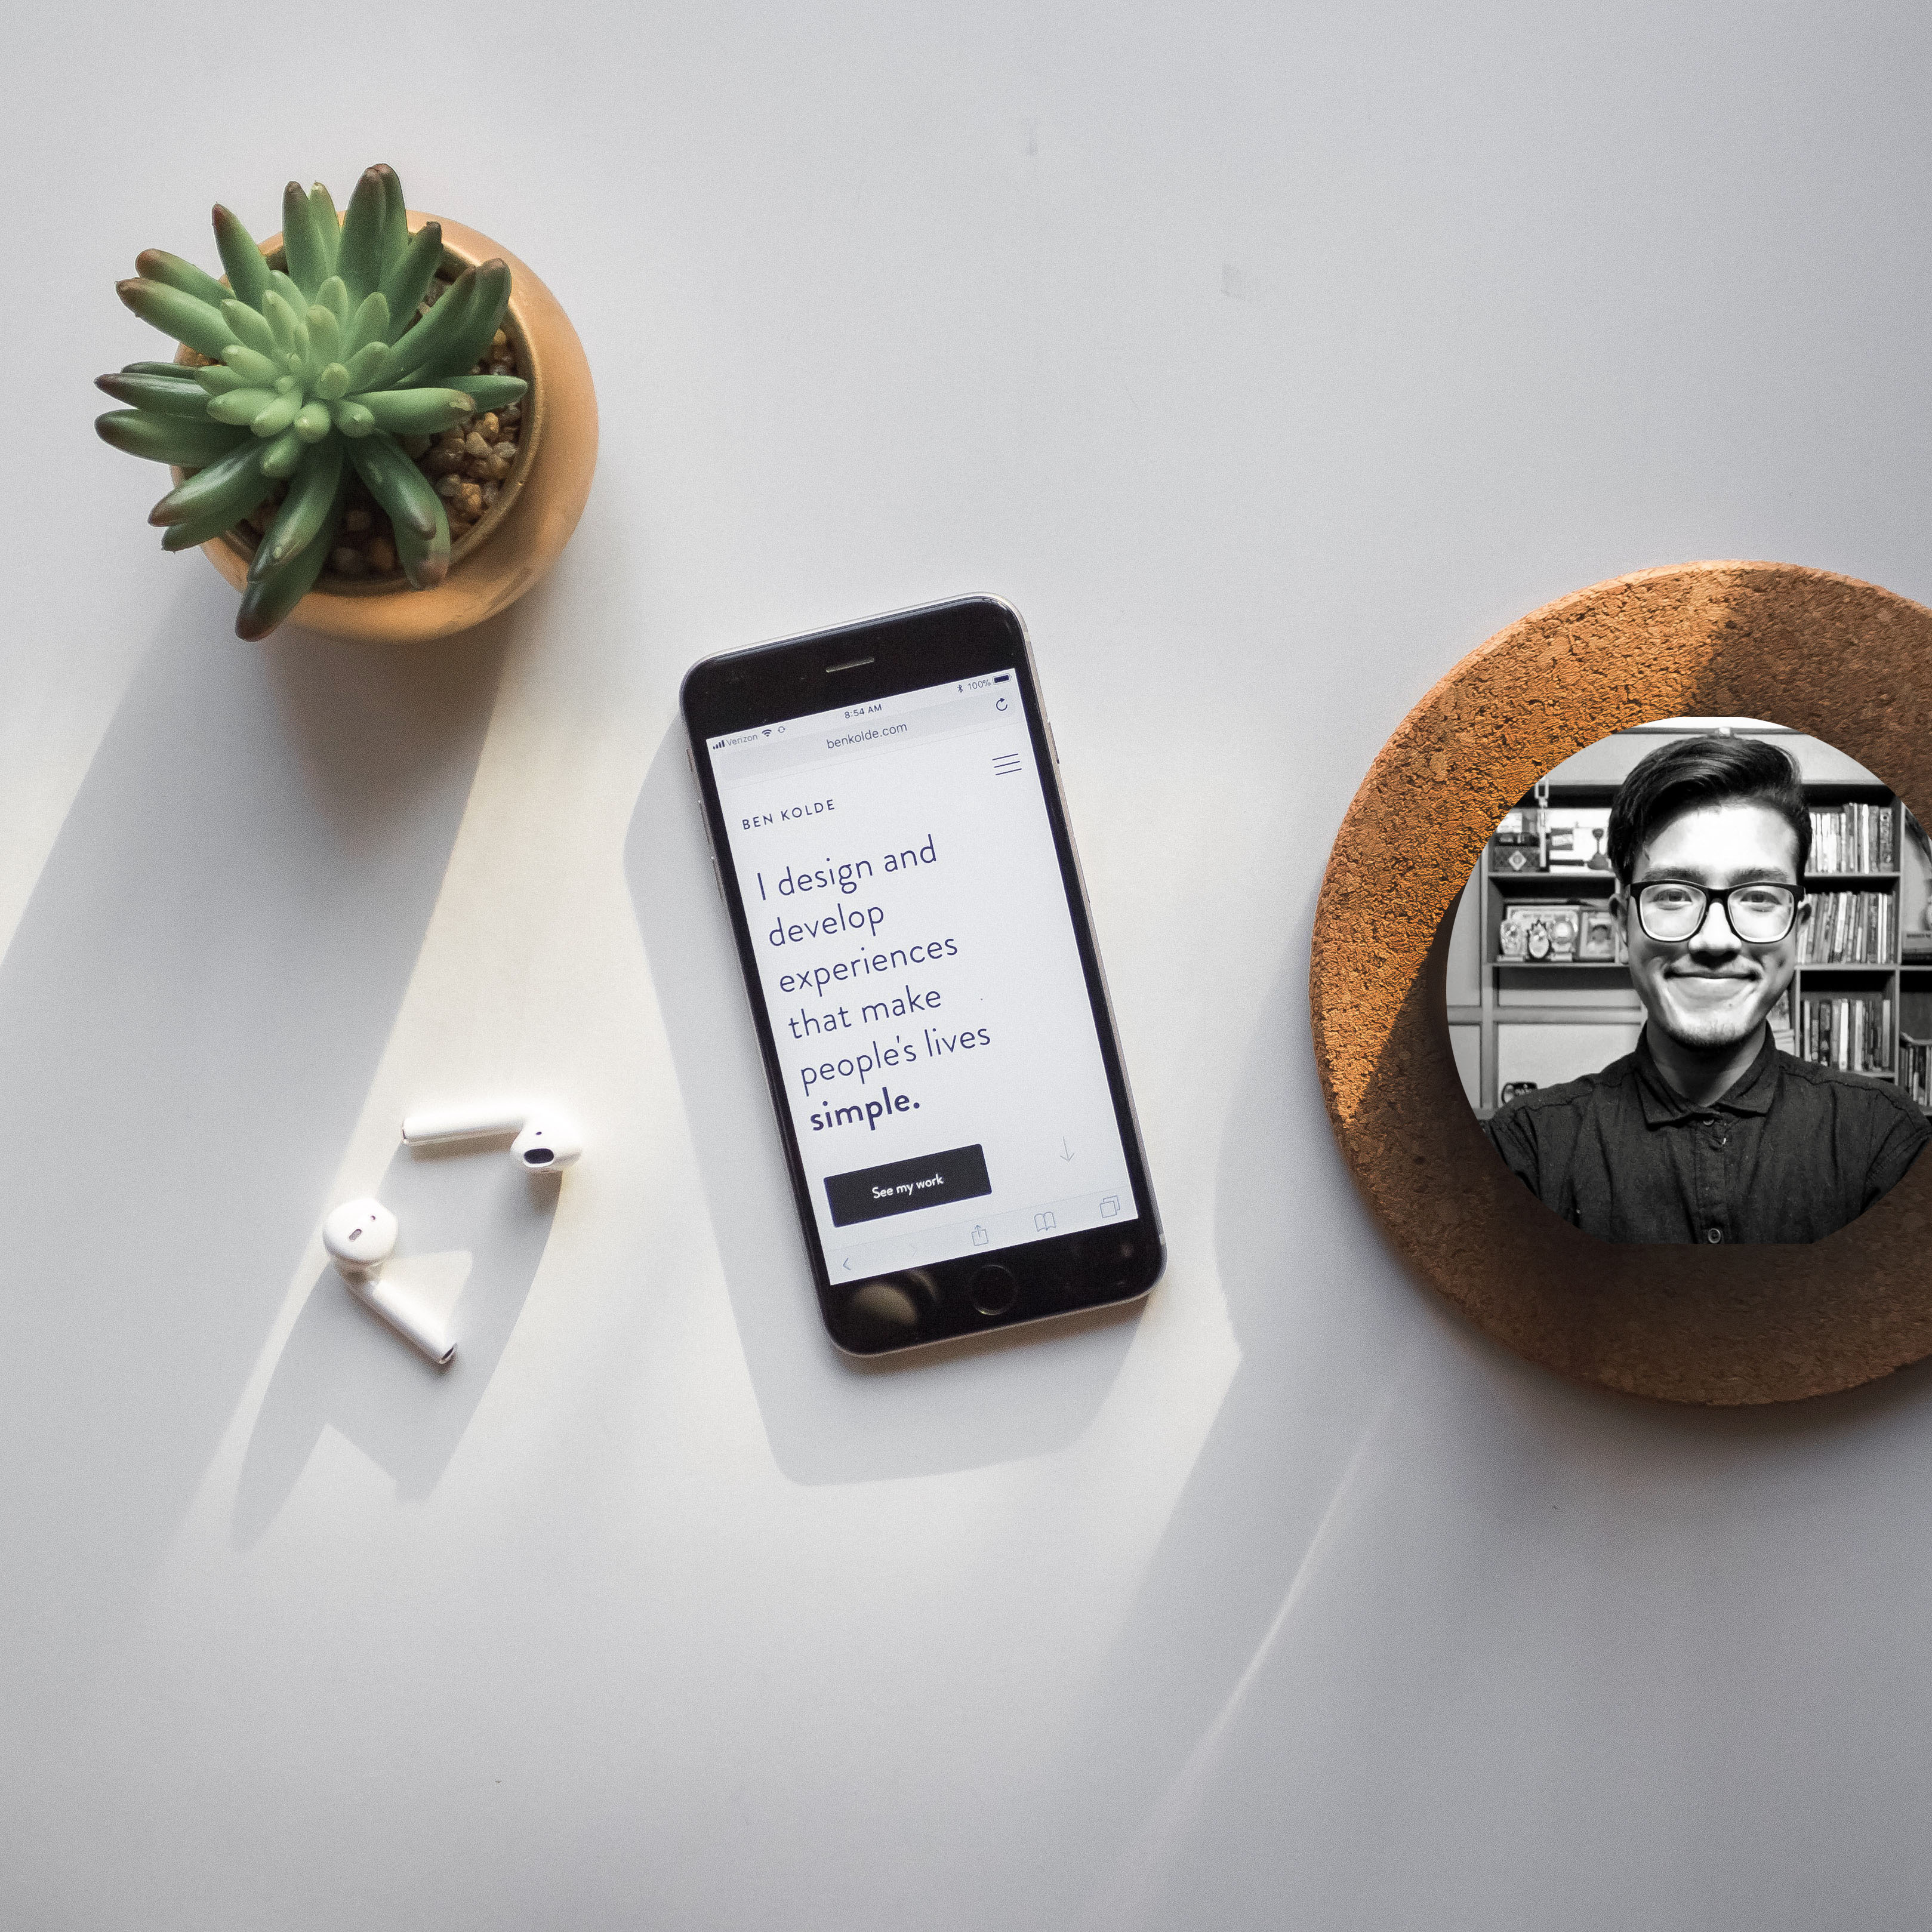 Verizon
8:54 AM
100%
benkolde.com
BEN KOLDE
I design and
develop
experiences
that make
people's lives
simple.
See my work